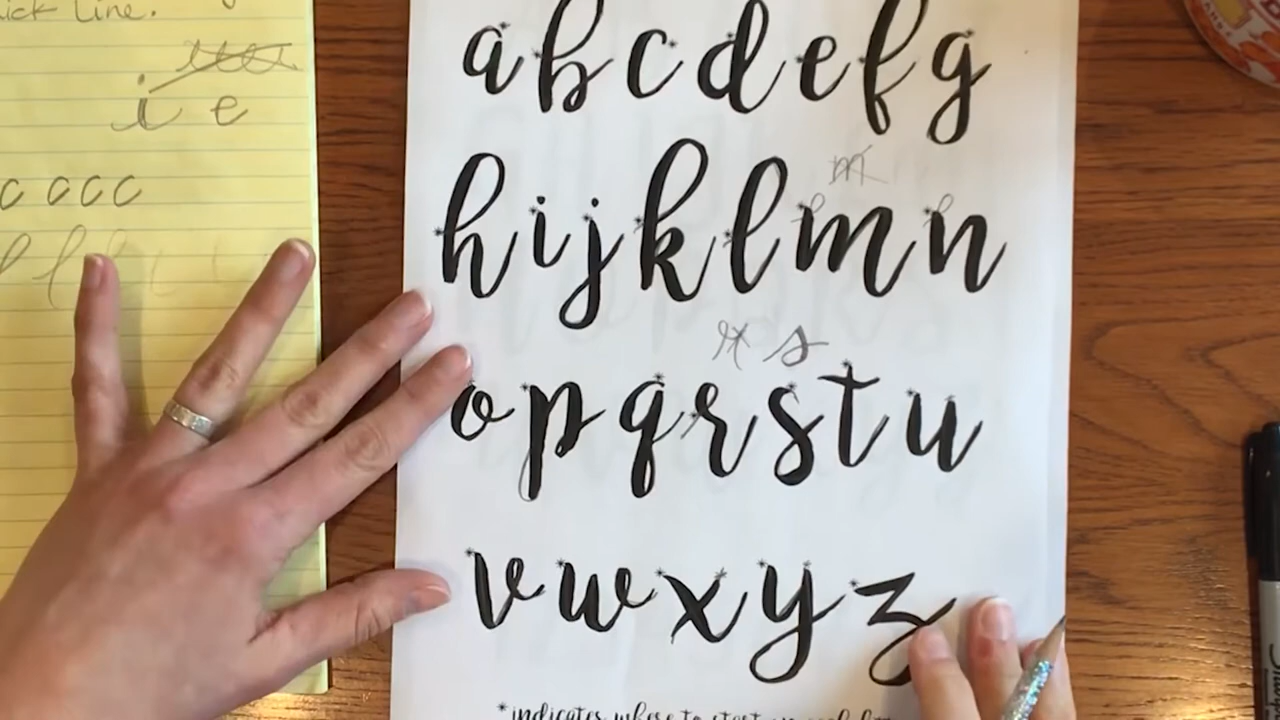 ick Line.
i e
c c c c
a b c d e f g
m
h i j k l m n
s
o p q r s t u
v w x y z
*indicates where to start